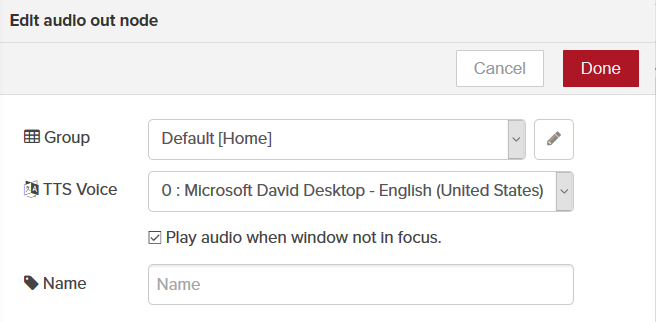 Edit audio out node
Cancel
Done
Group
Default [Home]
TTS Voice
0 : Microsoft David Desktop - English (United States)
Play audio when window not in focus.
Name
Name